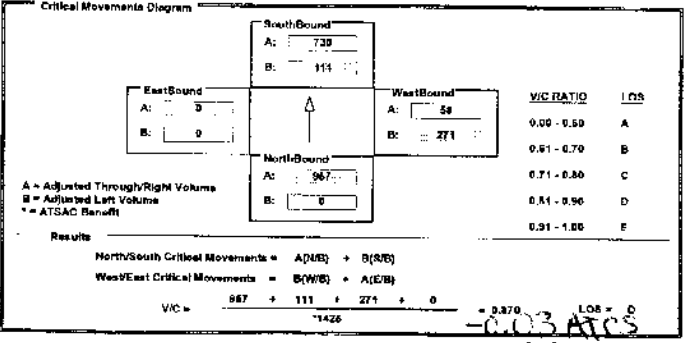 Critical Movements Diagram
SouthBound
A: 730
B: 111
EastBound
A: 0
B: 0
WestBound
A: 58
B: 271
NorthBound
A: 957
B: 0
V/C RATIO LOS
0.00 - 0.60 A
0.61 - 0.70 B
0.71 - 0.80 C
0.81 - 0.90 D
0.91 - 1.00 E
A = Adjusted Through/Right Volume
B = Adjusted Left Volume
* = ATSAC Benefit
Results
North/South Critical Movements = A(N/B) + B(S/B)
West/East Critical Movements = B(W/B) + A(E/B)
V/C = 957 + 111 + 271 + 0 = 0.870 LOS = D
*1425
-0.03 ATCS